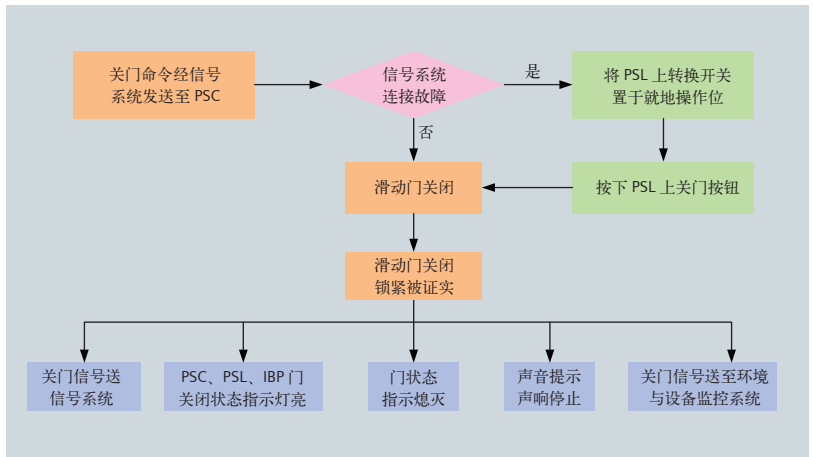 关门命令经信号
系统发送至 PSC
信号系统
连接故障
是
将 PSL 上转换开关
置于就地操作位
否
滑动门关闭
按下 PSL 上关门按钮
滑动门关闭
锁紧被证实
关门信号送
信号系统
PSC、PSL、IBP 门
关闭状态指示灯亮
门状态
指示熄灭
声音提示
声响停止
关门信号送至环境
与设备监控系统